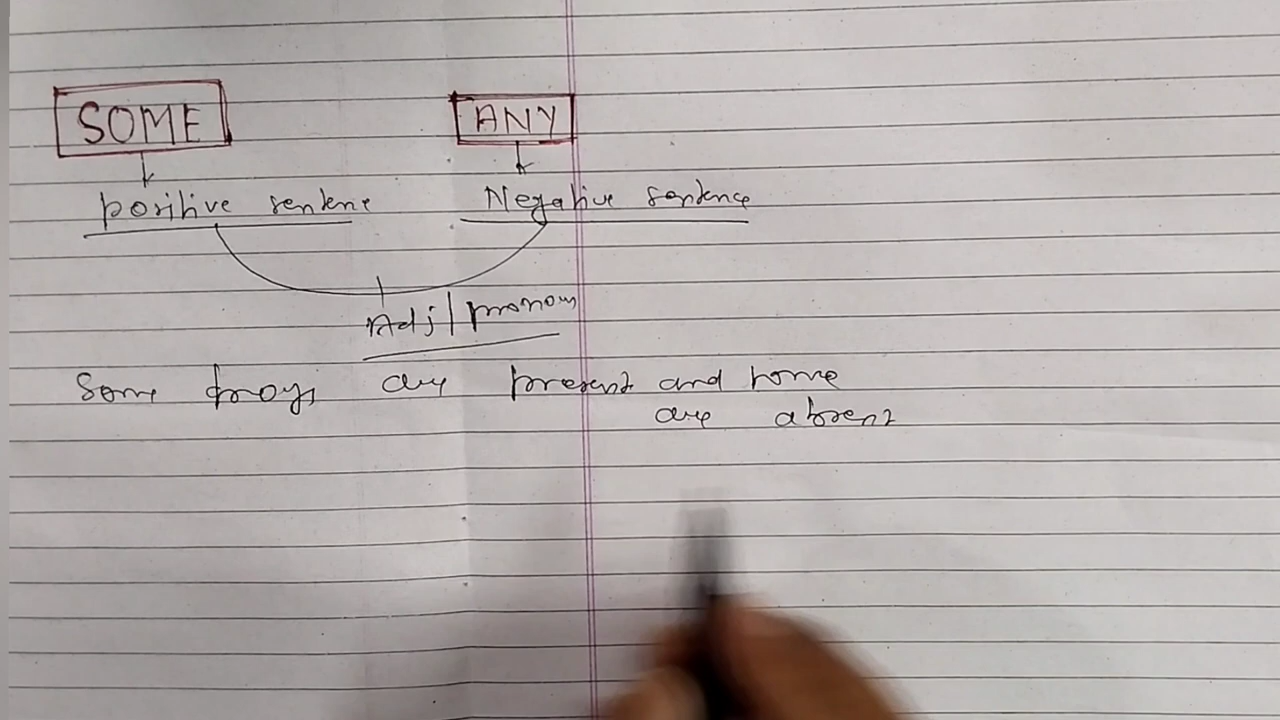 SOME ANY
positive sentence Negative sentence
Adj/pronoun
Some boys are present and some
are absent